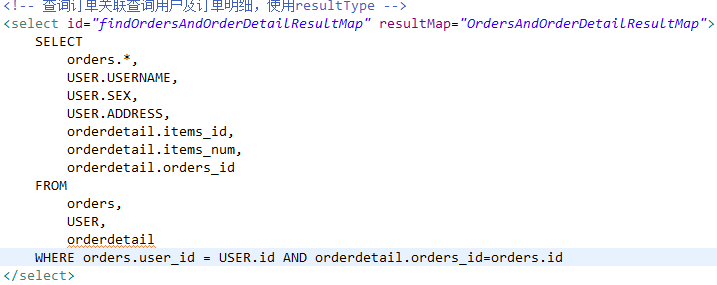 <!-- 查询订单关联查询用户及订单明细，使用resultType -->
<select id="findOrdersAndOrderDetailResultMap" resultMap="OrdersAndOrderDetailResultMap">
SELECT
orders.*,
USER.USERNAME,
USER.SEX,
USER.ADDRESS,
orderdetail.items_id,
orderdetail.items_num,
orderdetail.orders_id
FROM
orders,
USER,
orderdetail
WHERE orders.user_id = USER.id AND orderdetail.orders_id=orders.id
</select>